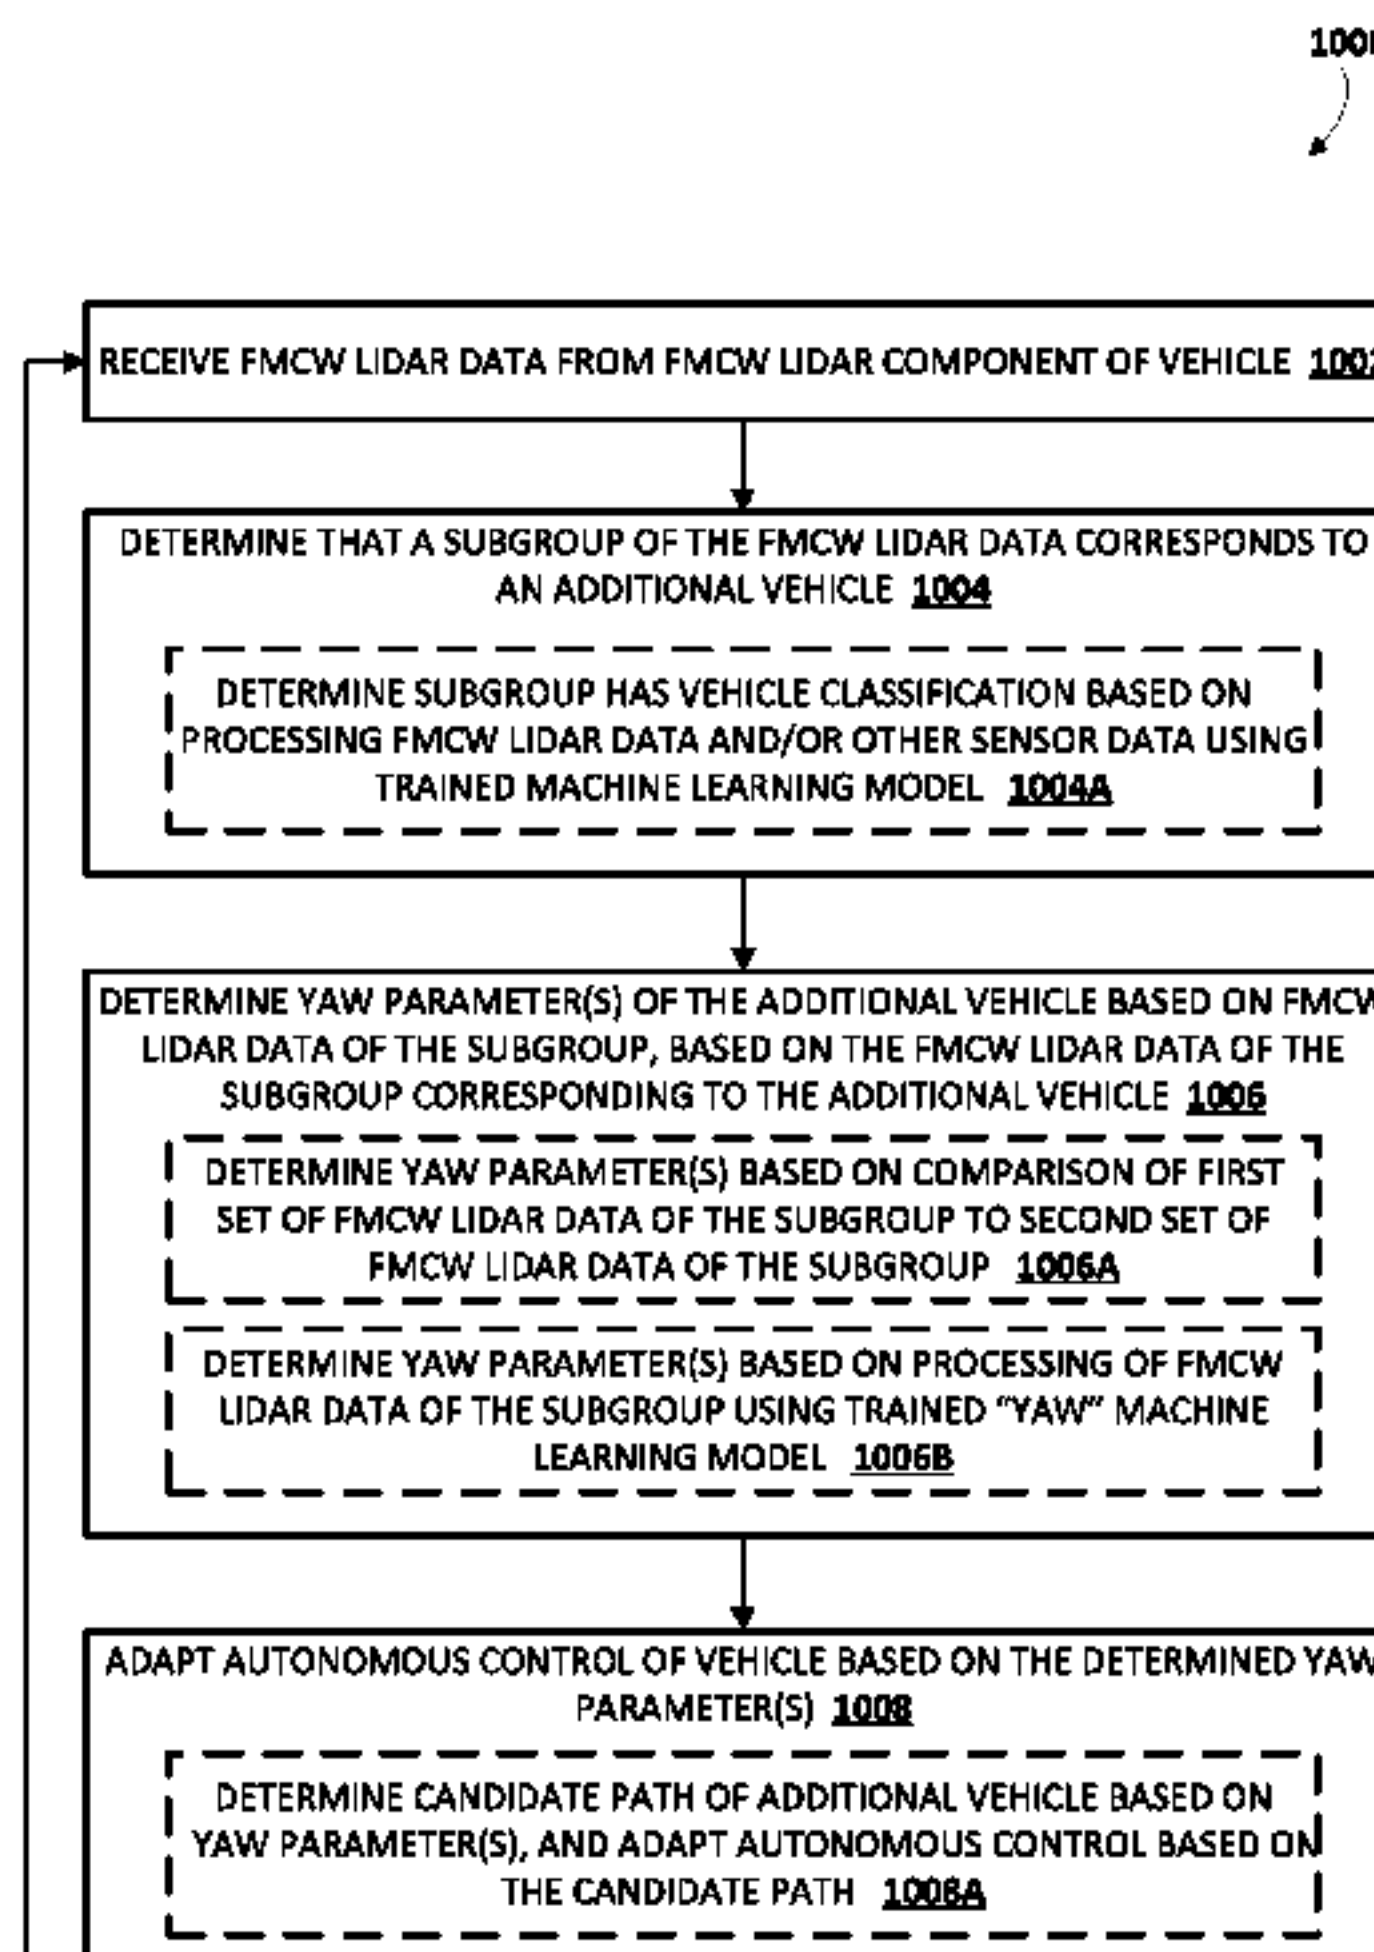 RECEIVE FMCW LIDAR DATA FROM FMCW LIDAR COMPONENT OF VEHICLE
DETERMINE THAT A SUBGROUP OF THE FMCW LIDAR DATA CORRESPONDS TO
AN ADDITIONAL VEHICLE 1004
DETERMINE SUBGROUP HAS VEHICLE CLASSIFICATION BASED ON
PROCESSING FMCW LIDAR DATA AND/OR OTHER SENSOR DATA USING
TRAINED MACHINE LEARNING MODEL 1004A
DETERMINE YAW PARAMETER(S) OF THE ADDITIONAL VEHICLE BASED ON FMCW
LIDAR DATA OF THE SUBGROUP, BASED ON THE FMCW LIDAR DATA OF THE
SUBGROUP CORRESPONDING TO THE ADDITIONAL VEHICLE 1006
DETERMINE YAW PARAMETER(S) BASED ON COMPARISON OF FIRST
SET OF FMCW LIDAR DATA OF THE SUBGROUP TO SECOND SET OF
FMCW LIDAR DATA OF THE SUBGROUP 1006A
DETERMINE YAW PARAMETER(S) BASED ON PROCESSING OF FMCW
LIDAR DATA OF THE SUBGROUP USING TRAINED “YAW” MACHINE
LEARNING MODEL 1006B
ADAPT AUTONOMOUS CONTROL OF VEHICLE BASED ON THE DETERMINED YAW
PARAMETER(S) 1008
DETERMINE CANDIDATE PATH OF ADDITIONAL VEHICLE BASED ON
YAW PARAMETER(S), AND ADAPT AUTONOMOUS CONTROL BASED ON
THE CANDIDATE PATH 1008A